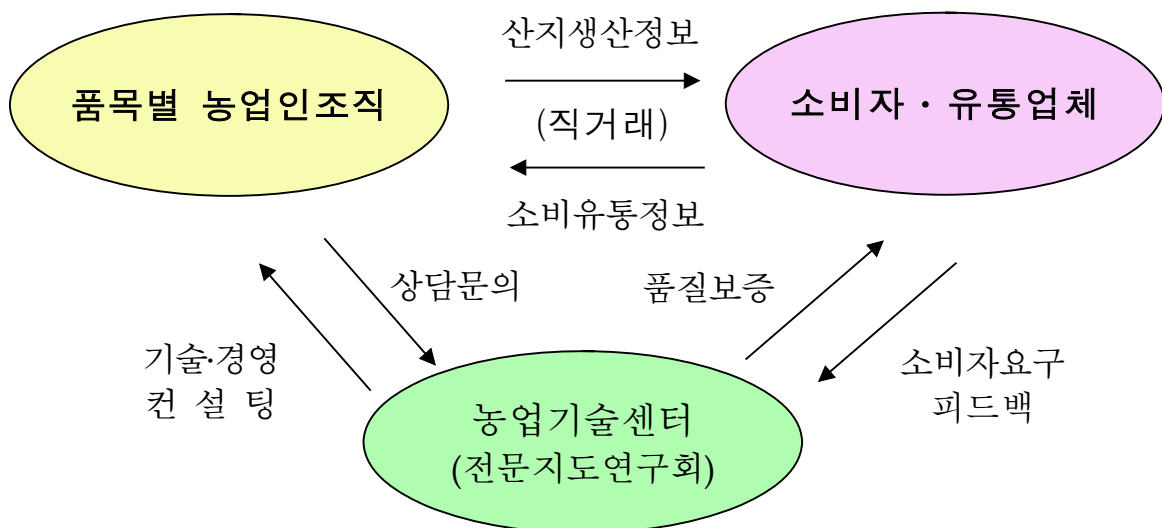 산지생산정보
품목별 농업인조직
소비자 · 유통업체
(직거래)
소비유통정보
상담문의
품질보증
기술·경영
컨 설 팅
소비자요구
피드백
농업기술센터
(전문지도연구회)